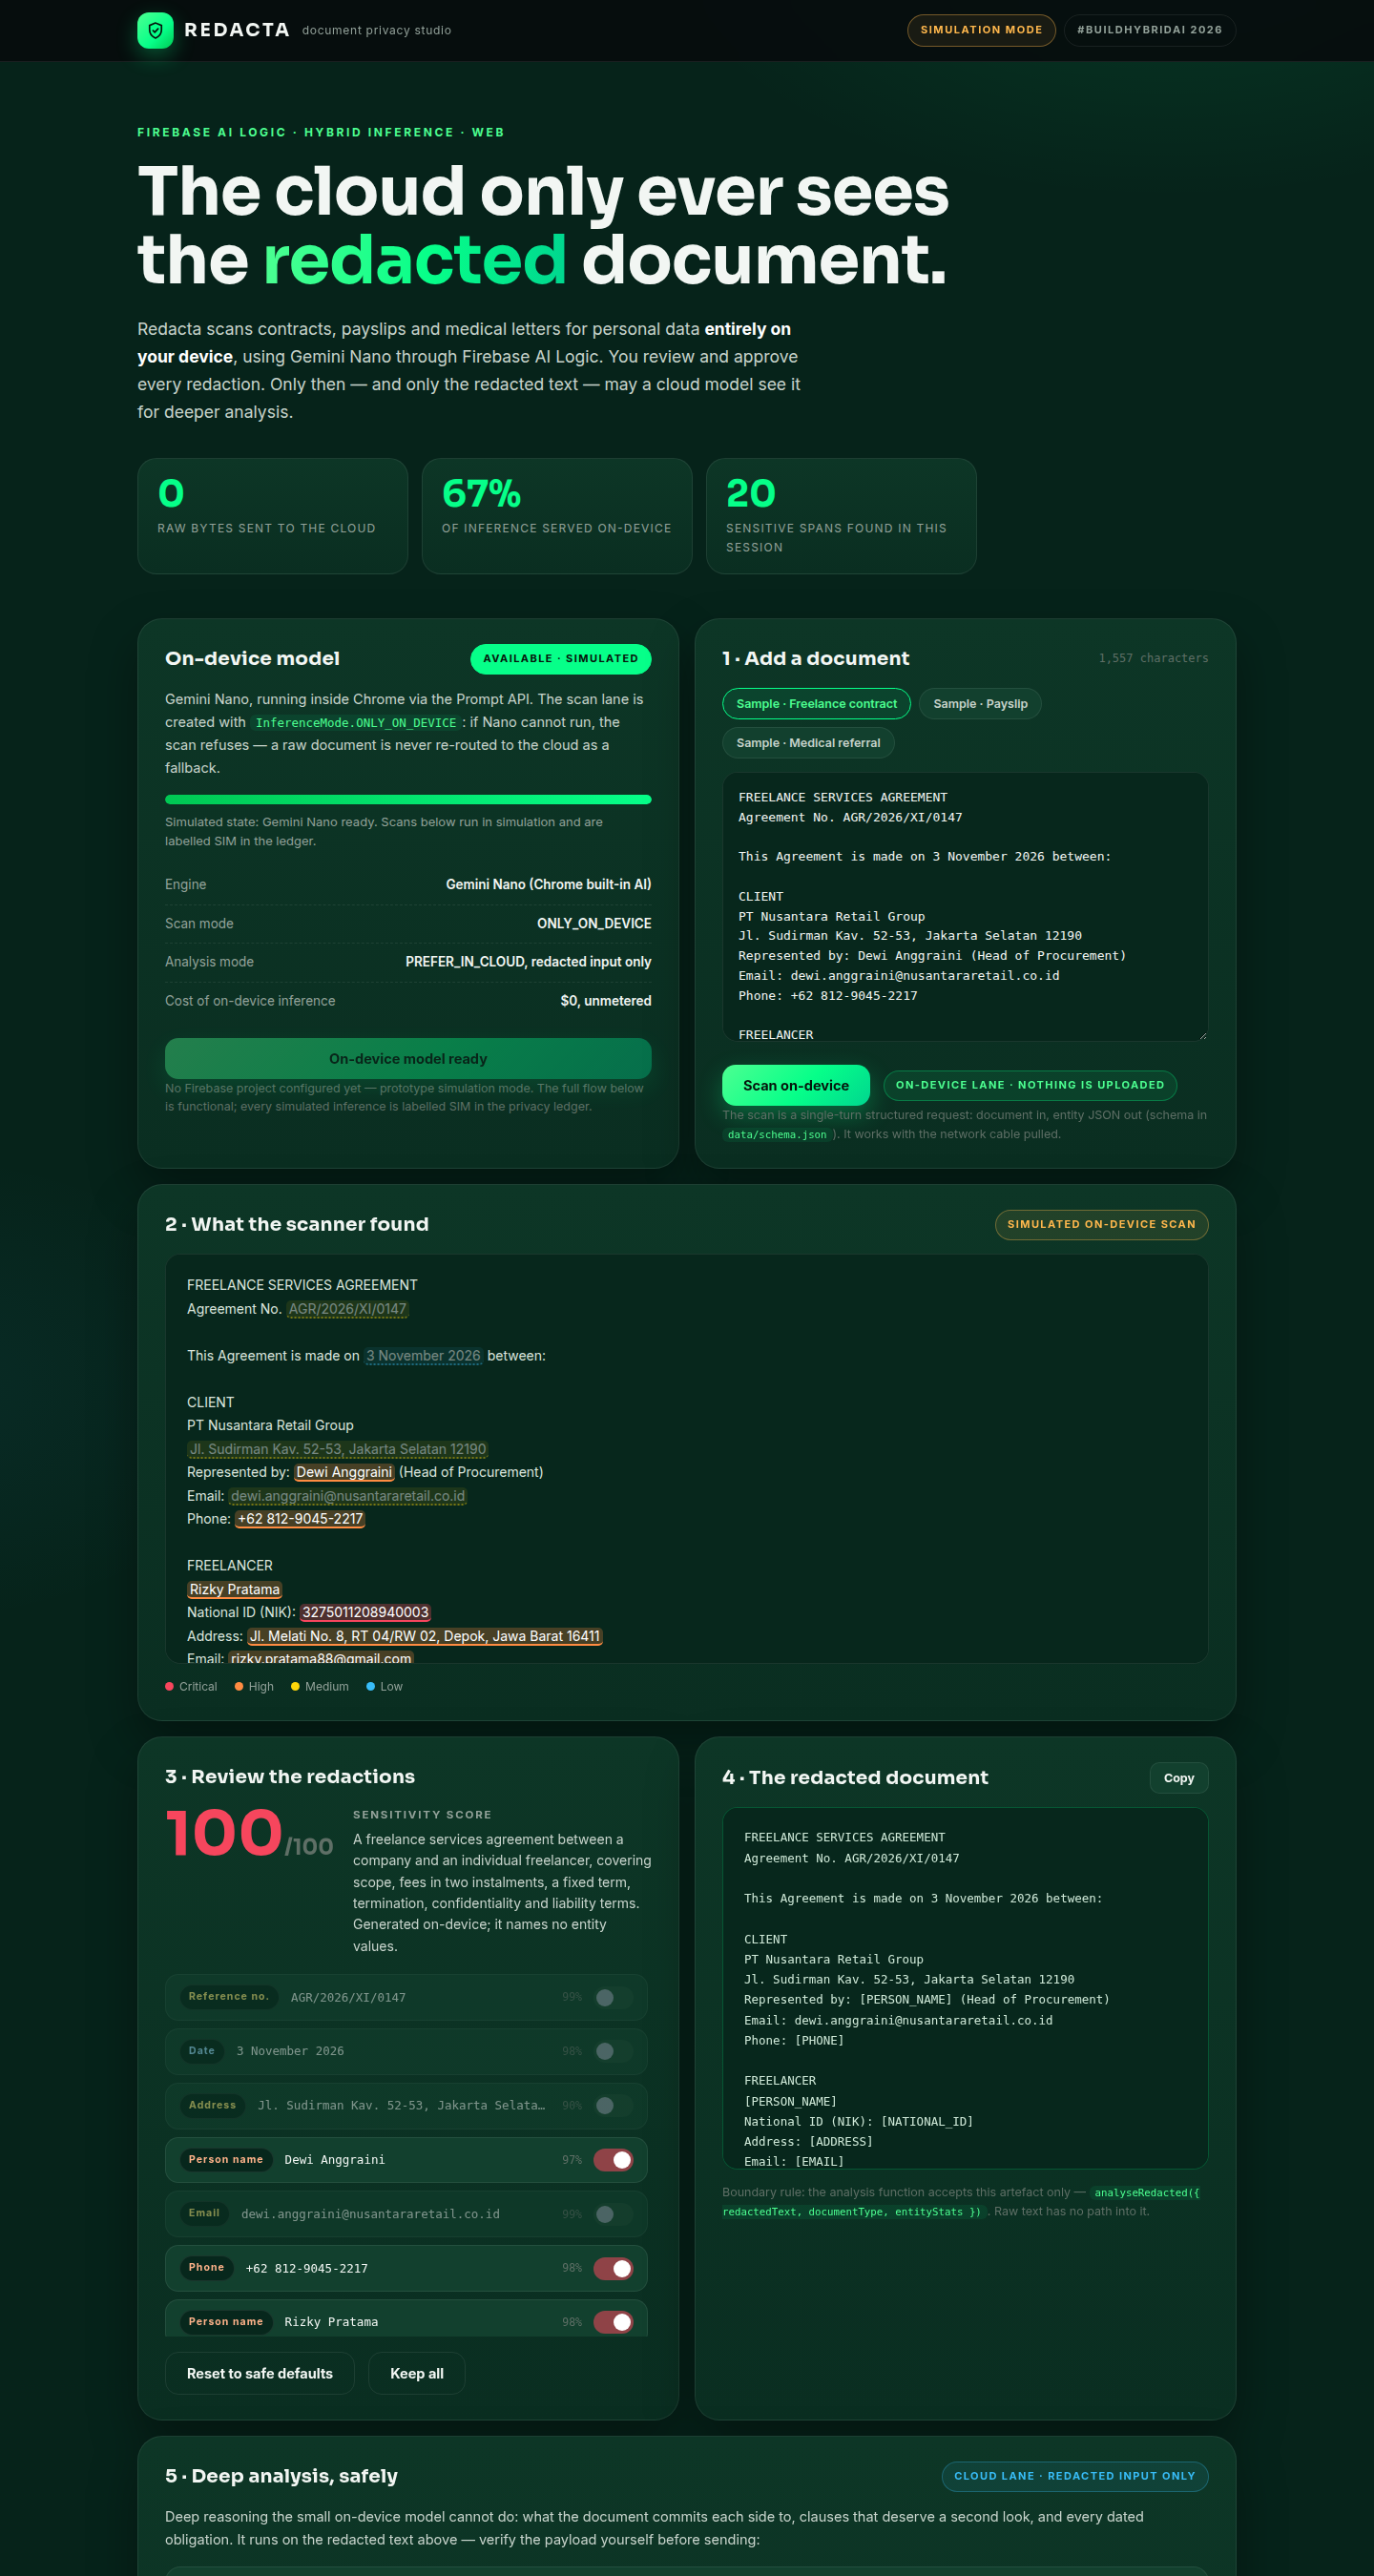 REDACTA document privacy studio
SIMULATION MODE
#BUILDHYBRIDAI 2026
FIREBASE AI LOGIC · HYBRID INFERENCE · WEB
The cloud only ever sees
the redacted document.
Redacta scans contracts, payslips and medical letters for personal data entirely on
your device, using Gemini Nano through Firebase AI Logic. You review and approve
every redaction. Only then — and only the redacted text — may a cloud model see it
for deeper analysis.
0
RAW BYTES SENT TO THE CLOUD
67%
OF INFERENCE SERVED ON-DEVICE
20
SENSITIVE SPANS FOUND IN THIS
SESSION
On-device model
AVAILABLE · SIMULATED
Gemini Nano, running inside Chrome via the Prompt API. The scan lane is
created with InferenceMode.ONLY_ON_DEVICE : if Nano cannot run, the
scan refuses — a raw document is never re-routed to the cloud as a
fallback.
Simulated state: Gemini Nano ready. Scans below run in simulation and are
labelled SIM in the ledger.
Engine Gemini Nano (Chrome built-in AI)
Scan mode ONLY_ON_DEVICE
Analysis mode PREFER_IN_CLOUD, redacted input only
Cost of on-device inference $0, unmetered
On-device model ready
No Firebase project configured yet — prototype simulation mode. The full flow below
is functional; every simulated inference is labelled SIM in the privacy ledger.
1 · Add a document
1,557 characters
Sample · Freelance contract
Sample · Payslip
Sample · Medical referral
FREELANCE SERVICES AGREEMENT
Agreement No. AGR/2026/XI/0147
This Agreement is made on 3 November 2026 between:
CLIENT
PT Nusantara Retail Group
Jl. Sudirman Kav. 52-53, Jakarta Selatan 12190
Represented by: Dewi Anggraini (Head of Procurement)
Email: dewi.anggraini@nusantararetail.co.id
Phone: +62 812-9045-2217
FREELANCER
Scan on-device
ON-DEVICE LANE · NOTHING IS UPLOADED
The scan is a single-turn structured request: document in, entity JSON out (schema in
data/schema.json ). It works with the network cable pulled.
2 · What the scanner found
SIMULATED ON-DEVICE SCAN
FREELANCE SERVICES AGREEMENT
Agreement No. AGR/2026/XI/0147
This Agreement is made on 3 November 2026 between:
CLIENT
PT Nusantara Retail Group
Jl. Sudirman Kav. 52-53, Jakarta Selatan 12190
Represented by: Dewi Anggraini (Head of Procurement)
Email: dewi.anggraini@nusantararetail.co.id
Phone: +62 812-9045-2217
FREELANCER
Rizky Pratama
National ID (NIK): 3275011208940003
Address: Jl. Melati No. 8, RT 04/RW 02, Depok, Jawa Barat 16411
Email: rizky.pratama88@gmail.com
Critical High Medium Low
3 · Review the redactions
100/100
SENSITIVITY SCORE
A freelance services agreement between a
company and an individual freelancer, covering
scope, fees in two instalments, a fixed term,
termination, confidentiality and liability terms.
Generated on-device; it names no entity
values.
Reference no. AGR/2026/XI/0147 99%
Date 3 November 2026 98%
Address Jl. Sudirman Kav. 52-53, Jakarta Selata… 90%
Person name Dewi Anggraini 97%
Email dewi.anggraini@nusantararetail.co.id 99%
Phone +62 812-9045-2217 98%
Person name Rizky Pratama 98%
Reset to safe defaults
Keep all
4 · The redacted document
Copy
FREELANCE SERVICES AGREEMENT
Agreement No. AGR/2026/XI/0147
This Agreement is made on 3 November 2026 between:
CLIENT
PT Nusantara Retail Group
Jl. Sudirman Kav. 52-53, Jakarta Selatan 12190
Represented by: [PERSON_NAME] (Head of Procurement)
Email: dewi.anggraini@nusantararetail.co.id
Phone: [PHONE]
FREELANCER
[PERSON_NAME]
National ID (NIK): [NATIONAL_ID]
Address: [ADDRESS]
Email: [EMAIL]
Boundary rule: the analysis function accepts this artefact only — analyseRedacted({
redactedText, documentType, entityStats }) . Raw text has no path into it.
5 · Deep analysis, safely
CLOUD LANE · REDACTED INPUT ONLY
Deep reasoning the small on-device model cannot do: what the document commits each side to, clauses that deserve a second look, and every dated
obligation. It runs on the redacted text above — verify the payload yourself before sending: